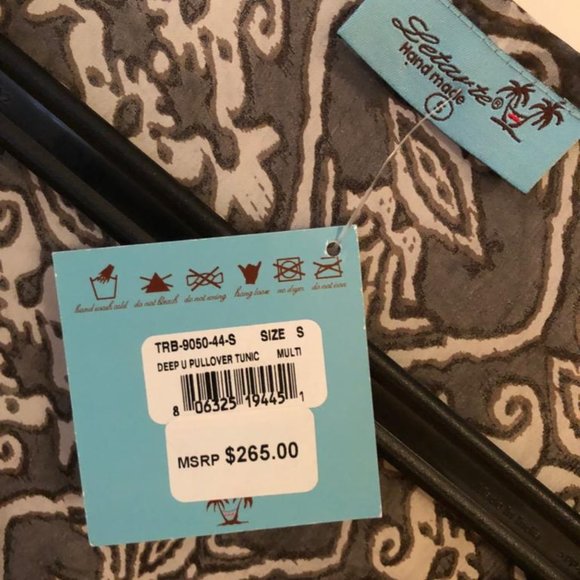 Letarte®
Hand made
S
hand wash cold do not bleach do not wring hang loose no dryer do not iron
TRB-9050-44-S SIZE S
DEEP U PULLOVER TUNIC MULTI
8 06325 19445 1
MSRP $265.00